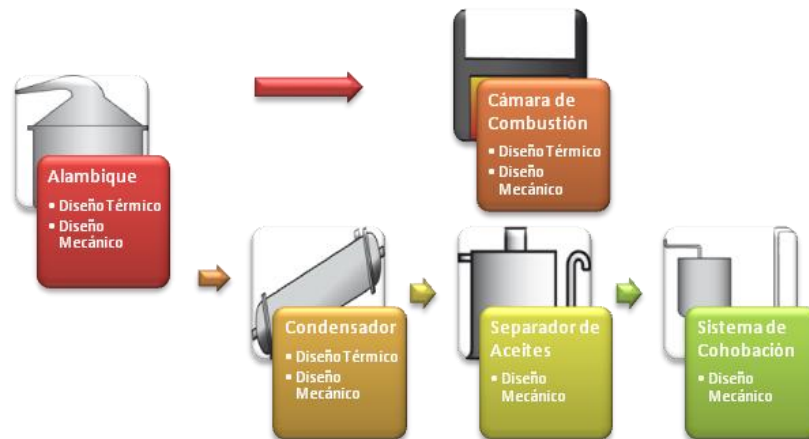 Alambique
▪ Diseño Térmico
▪ Diseño
Mecánico
Cámara de
Combustión
▪ Diseño Térmico
▪ Diseño
Mecánico
Condensador
▪ Diseño Térmico
▪ Diseño
Mecánico
Separador de
Aceites
▪ Diseño
Mecánico
Sistema de
Cohobación
▪ Diseño
Mecánico